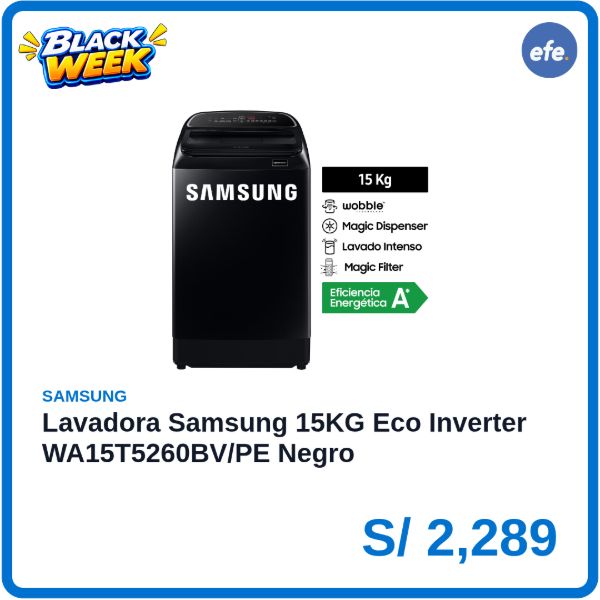 BLACK
WEEK
efe.
SAMSUNG
15 Kg
wobble
Magic Dispenser
Lavado Intenso
Magic Filter
Eficiencia
Energética A+
SAMSUNG
Lavadora Samsung 15KG Eco Inverter
WA15T5260BV/PE Negro
S/ 2,289